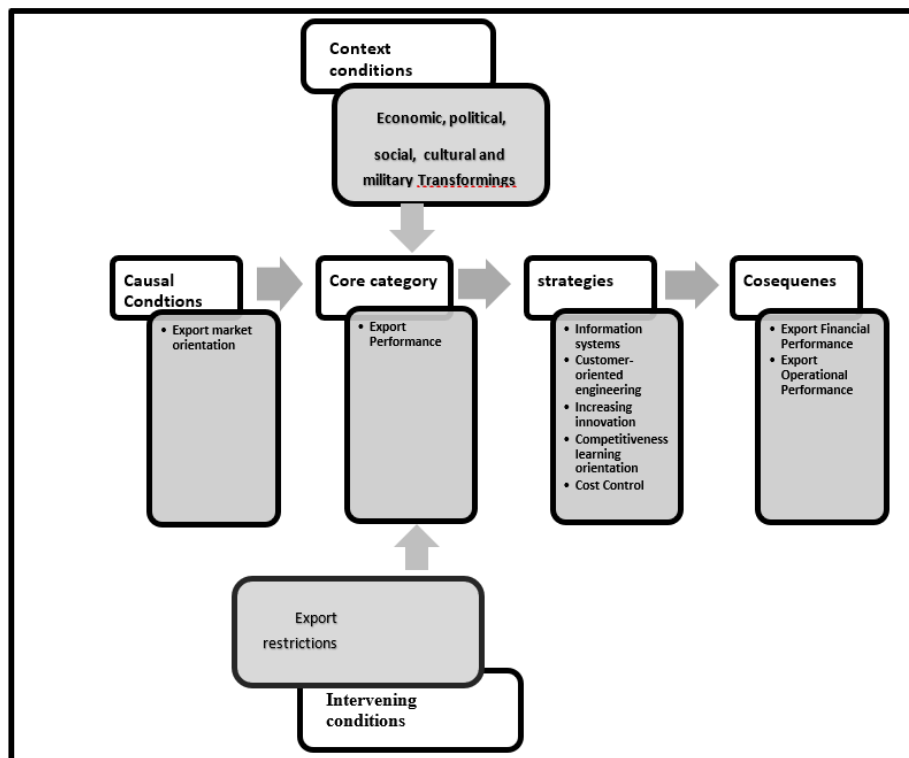 Context
conditions
Economic, political,
social, cultural and
military Transformings
Causal
Condtions
• Export market
orientation
Core category
• Export
Performance
strategies
• Information
systems
• Customer-
oriented
engineering
• Increasing
innovation
• Competitiveness
learning
orientation
• Cost Control
Cosequenes
• Export Financial
Performance
• Export
Operational
Performance
Export
restrictions
Intervening
conditions